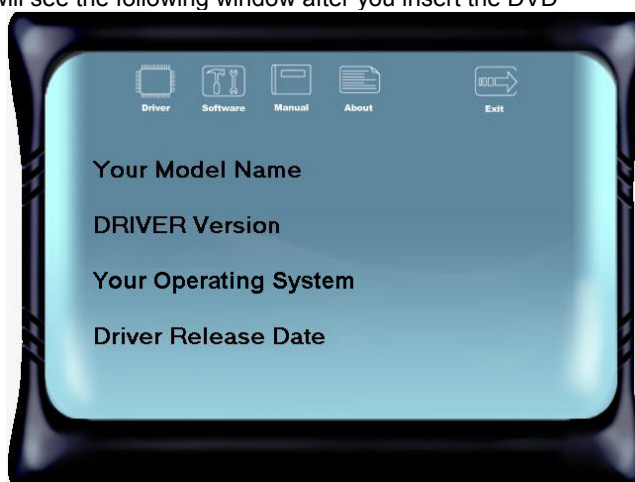 will see the following window after you insert the DVD
Driver Software Manual About Exit
Your Model Name
DRIVER Version
Your Operating System
Driver Release Date